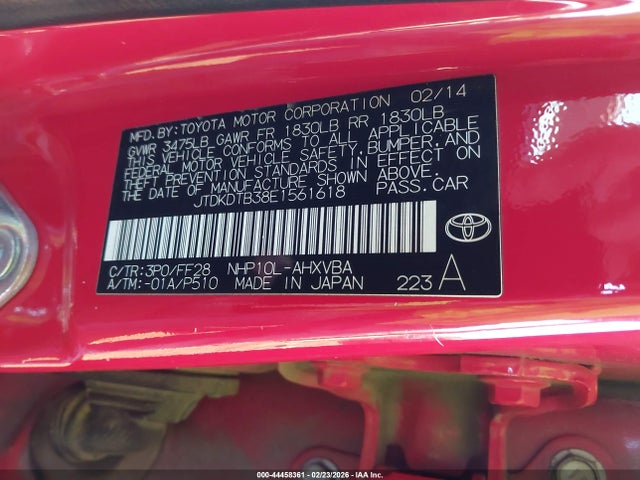 MFD.BY:TOYOTA MOTOR CORPORATION 02/14
GVWR 3475LB GAWR FR 1830LB RR 1830LB
THIS VEHICLE CONFORMS TO ALL APPLICABLE
FEDERAL MOTOR VEHICLE SAFETY,BUMPER,AND
THEFT PREVENTION STANDARDS IN EFFECT ON
THE DATE OF MANUFACTURE SHOWN ABOVE.
JTDKDTB38E1561618 PASS.CAR
C/TR:3P0/FF28 NHP10L-AHXVBA
A/TM:-01A/P510 MADE IN JAPAN 223 A
000-44458361 - 02/23/2026 - IAAI.COM